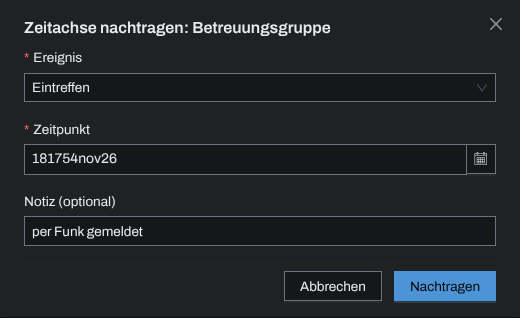 Zeitachse nachtragen: Betreuungsgruppe
* Ereignis
Eintreffen
* Zeitpunkt
181754nov26
Notiz (optional)
per Funk gemeldet
Abbrechen
Nachtragen